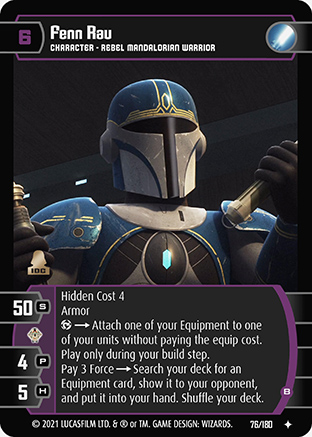 6
Fenn Rau
CHARACTER - REBEL MANDALORIAN WARRIOR
IDC
50 S
4 P
5 H
Hidden Cost 4
Armor
→ Attach one of your Equipment to one
of your units without paying the equip cost.
Play only during your build step.
Pay 3 Force → Search your deck for an
Equipment card, show it to your opponent,
and put it into your hand. Shuffle your deck.
B
© 2021 LUCASFILM LTD. & ® or TM. GAME DESIGN: WIZARDS.
76/180